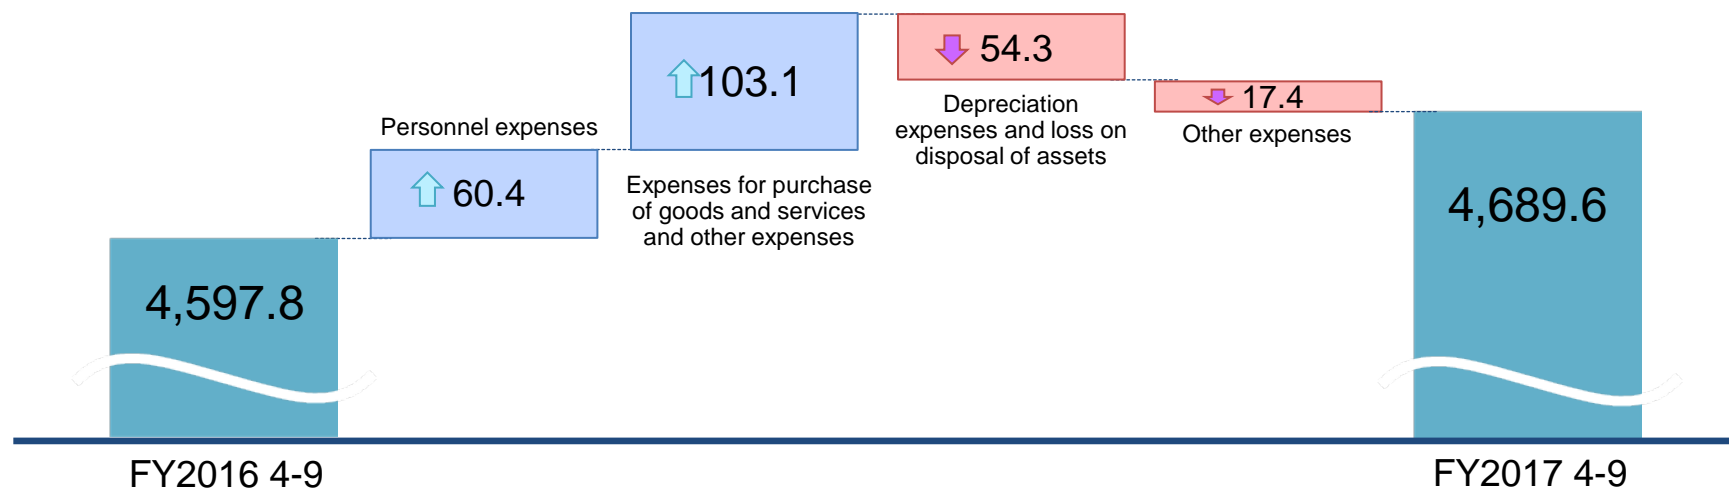 103.1
54.3
17.4
Personnel expenses
Depreciation
expenses and loss on
disposal of assets
Other expenses
60.4
Expenses for purchase
of goods and services
and other expenses
4,689.6
4,597.8
FY2016 4-9
FY2017 4-9